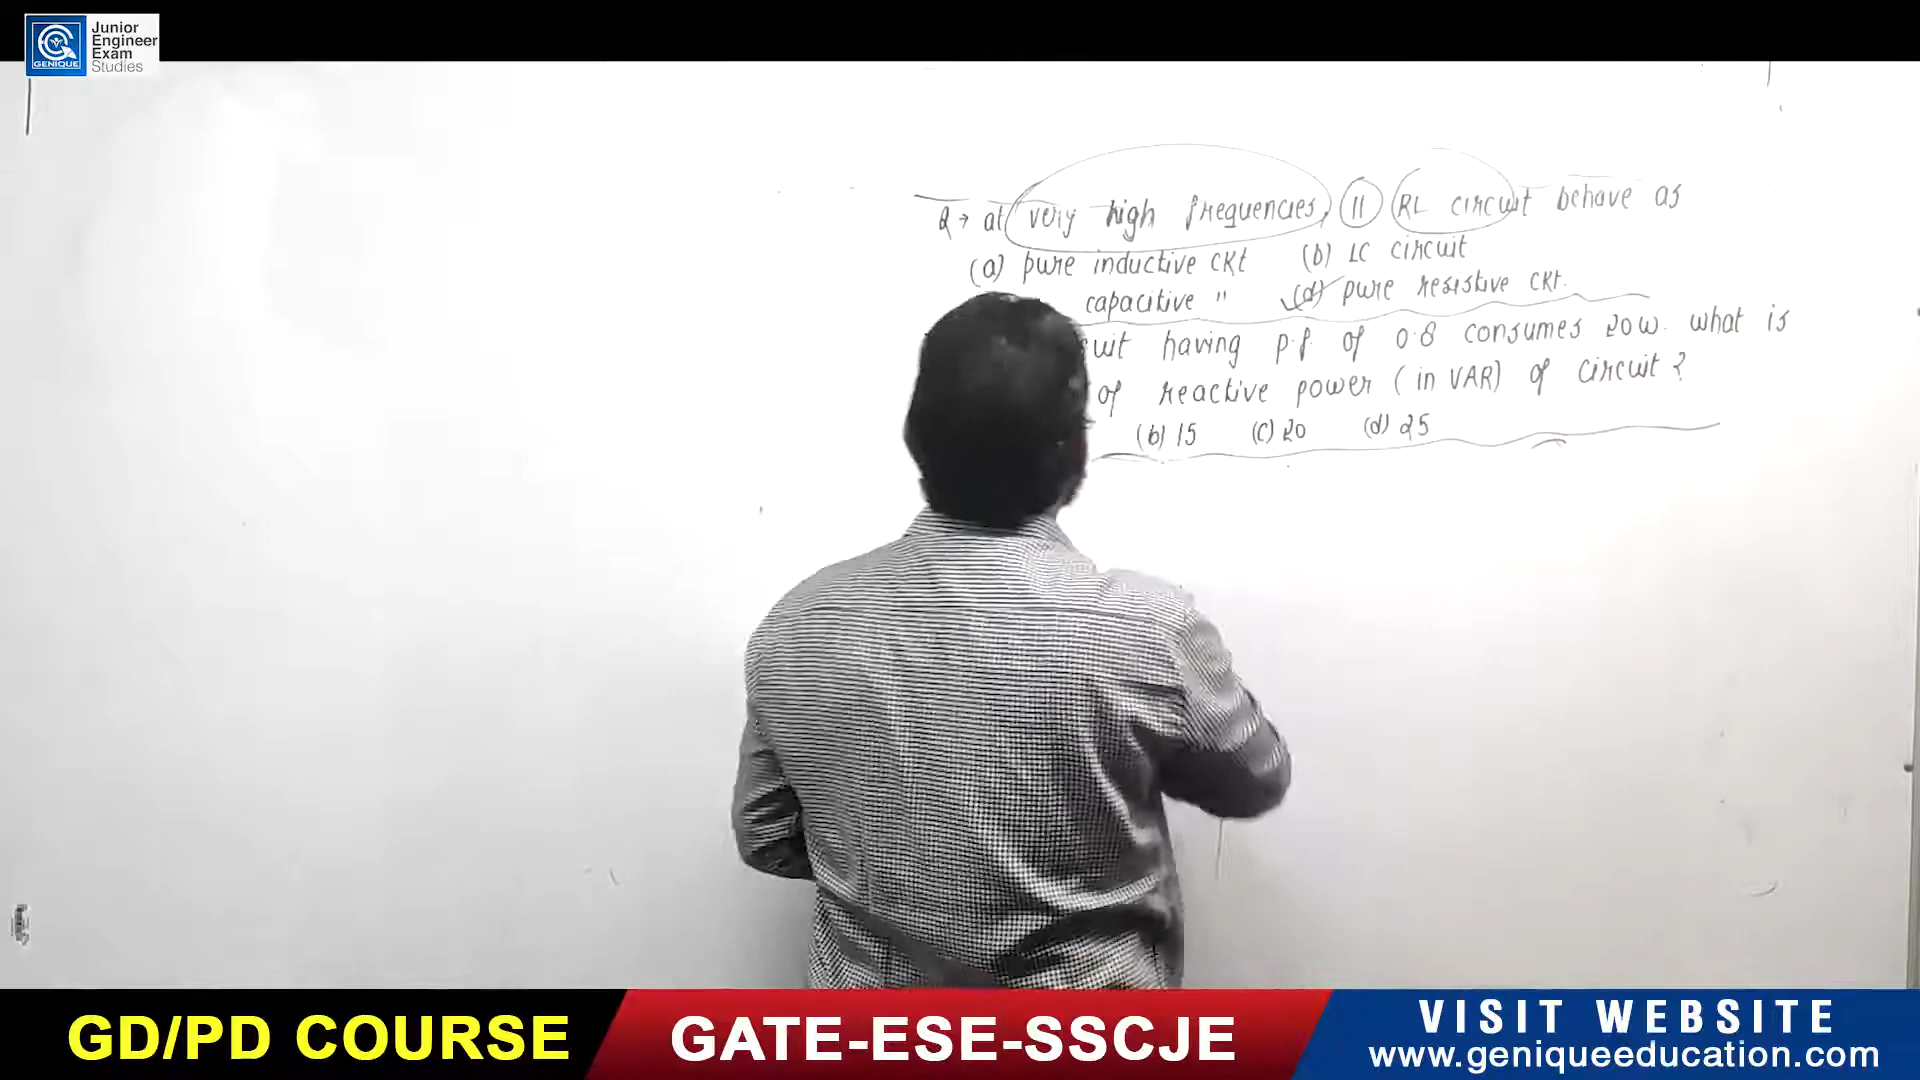 Junior
Engineer
Exam
Studies
GENIQUE
Q → at very high frequencies, || RL circuit behave as
(a) pure inductive ckt (b) LC circuit
capacitive " (d) pure resistive ckt.
having p.f. of 0.8 consumes 20w. what is
of reactive power (in VAR) of circuit?
(b) 15 (c) 20 (d) 25
GD/PD COURSE
GATE-ESE-SSCJE
VISIT WEBSITE
www.geniqueeducation.com